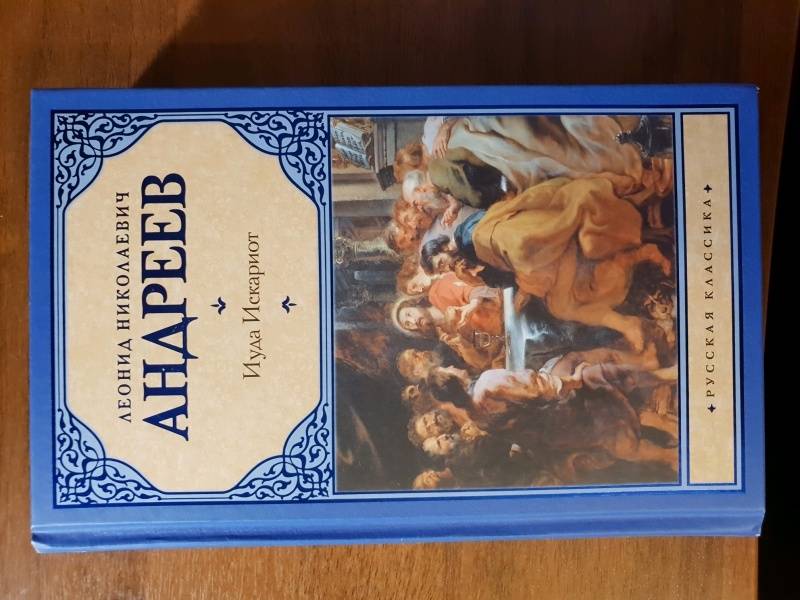 ЛЕОНИД НИКОЛАЕВИЧ
АНДРЕЕВ
Иуда Искариот
РУССКАЯ КЛАССИКА